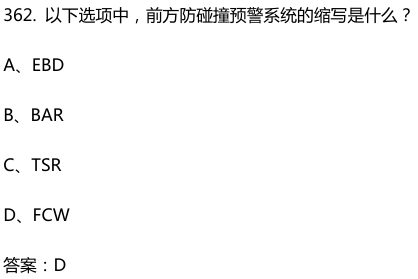 362. 以下选项中，前方防碰撞预警系统的缩写是什么？
A、EBD
B、BAR
C、TSR
D、FCW
答案：D